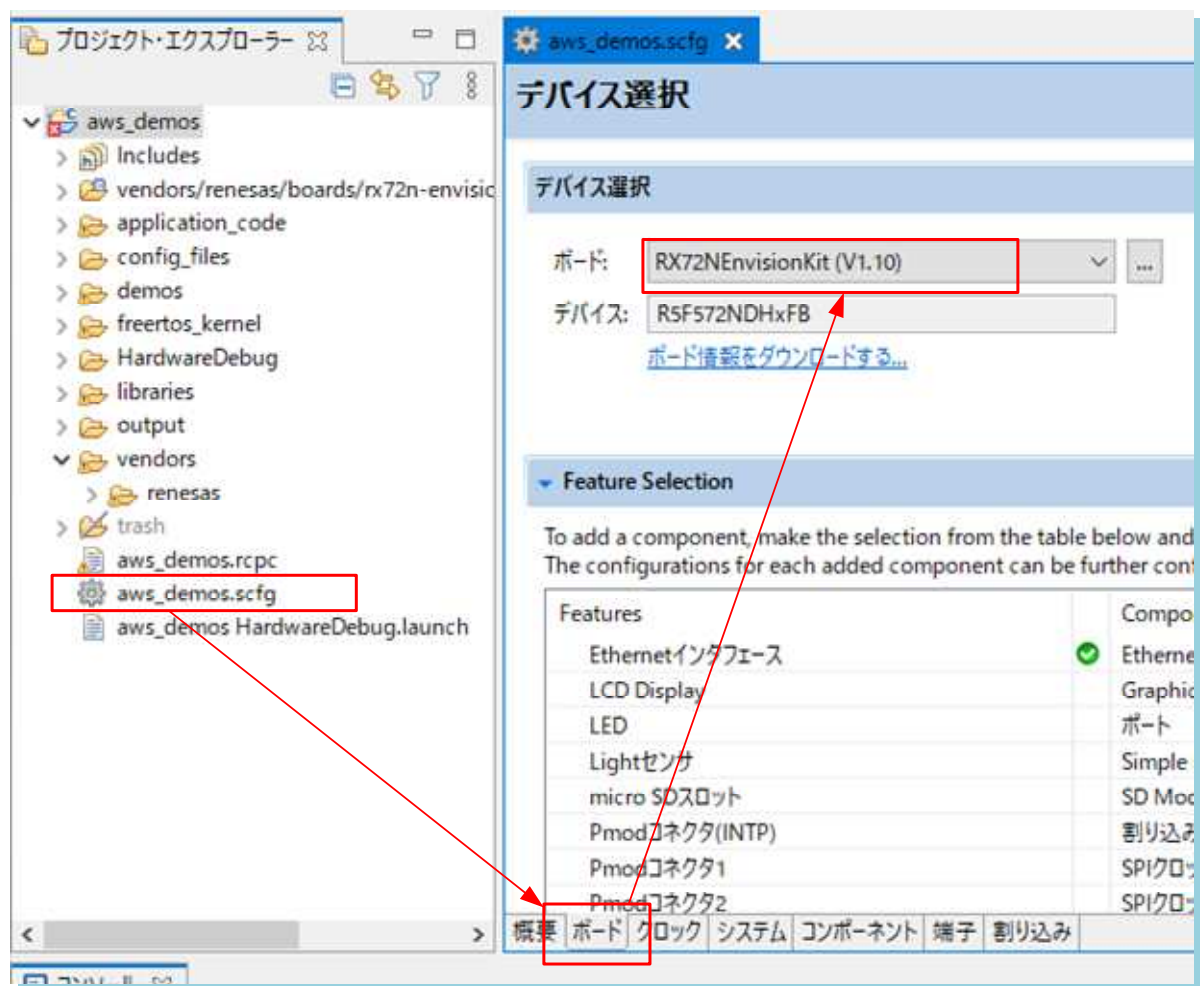 プロジェクト・エクスプローラー
aws_demos
Includes
vendors/renesas/boards/rx72n-envisic
application_code
config_files
demos
freertos_kernel
HardwareDebug
libraries
output
vendors
renesas
trash
aws_demos.rcpc
aws_demos.scfg
aws_demos HardwareDebug.launch
aws_demos.scfg
デバイス選択
デバイス選択
ボード: RX72NEnvisionKit (V1.10) ...
デバイス: R5F572NDHxFB
ボード情報をダウンロードする...
Feature Selection
To add a component, make the selection from the table below and
The configurations for each added component can be further con
Features Compo
Ethernetインタフェース Etherne
LCD Display Graphic
LED ポート
Lightセンサ Simple
micro SDスロット SD Moc
Pmodコネクタ(INTP) 割り込み
Pmodコネクタ1 SPIクロッ
Pmodコネクタ2 SPIクロッ
概要 ボード クロック システム コンポーネント 端子 割り込み
コンソール